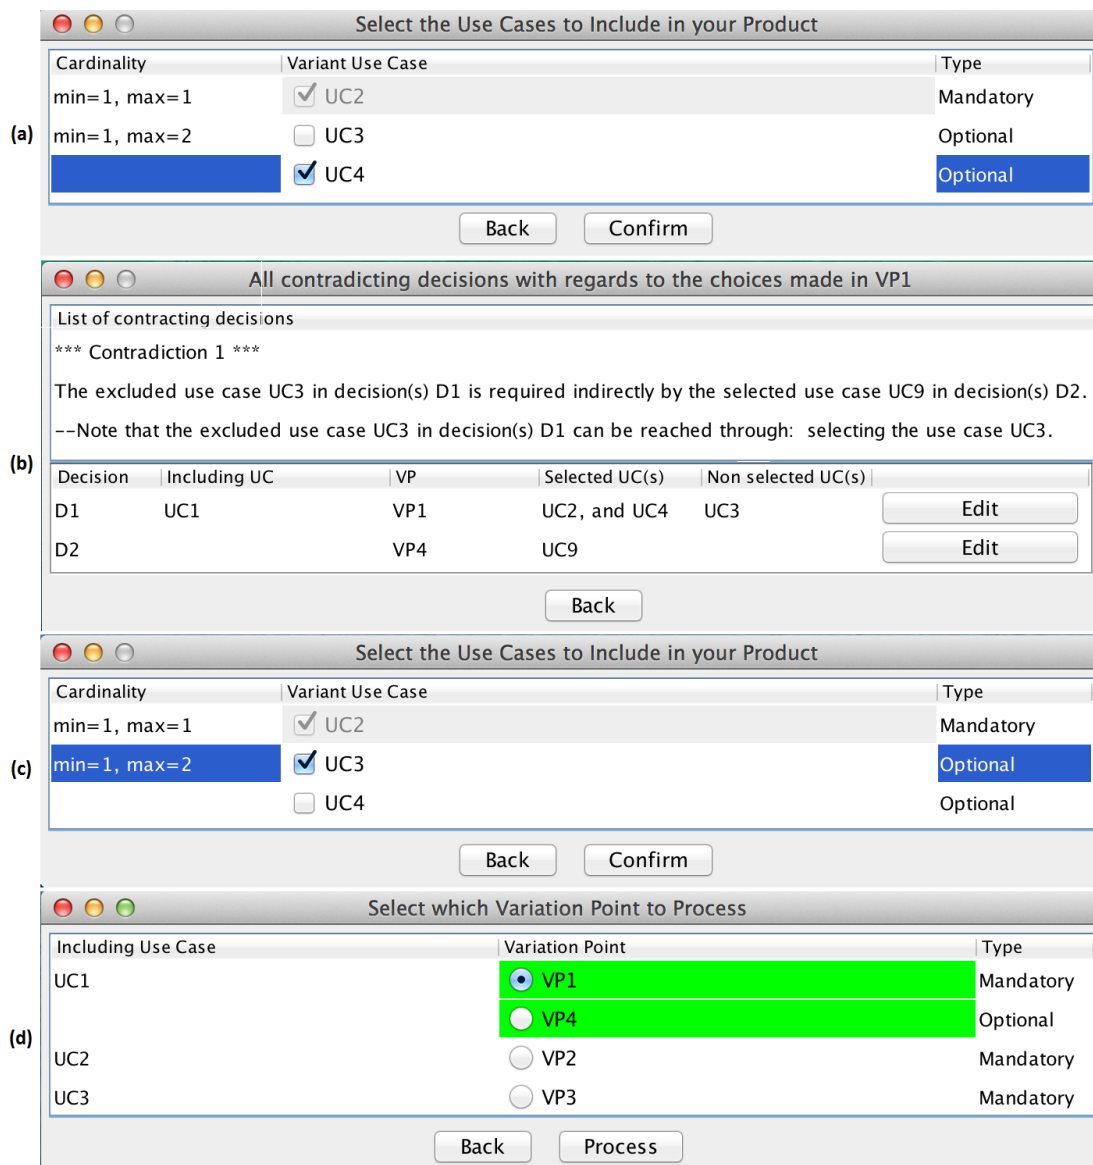 Select the Use Cases to Include in your Product
Cardinality Variant Use Case Type
min=1, max=1 UC2 Mandatory
(a) min=1, max=2 UC3 Optional
UC4 Optional
Back Confirm
All contradicting decisions with regards to the choices made in VP1
List of contracting decisions
*** Contradiction 1 ***
The excluded use case UC3 in decision(s) D1 is required indirectly by the selected use case UC9 in decision(s) D2.
--Note that the excluded use case UC3 in decision(s) D1 can be reached through: selecting the use case UC3.
(b)
Decision Including UC VP Selected UC(s) Non selected UC(s)
D1 UC1 VP1 UC2, and UC4 UC3 Edit
D2 VP4 UC9 Edit
Back
Select the Use Cases to Include in your Product
Cardinality Variant Use Case Type
min=1, max=1 UC2 Mandatory
(c) min=1, max=2 UC3 Optional
UC4 Optional
Back Confirm
Select which Variation Point to Process
Including Use Case Variation Point Type
UC1 VP1 Mandatory
VP4 Optional
(d)
UC2 VP2 Mandatory
UC3 VP3 Mandatory
Back Process